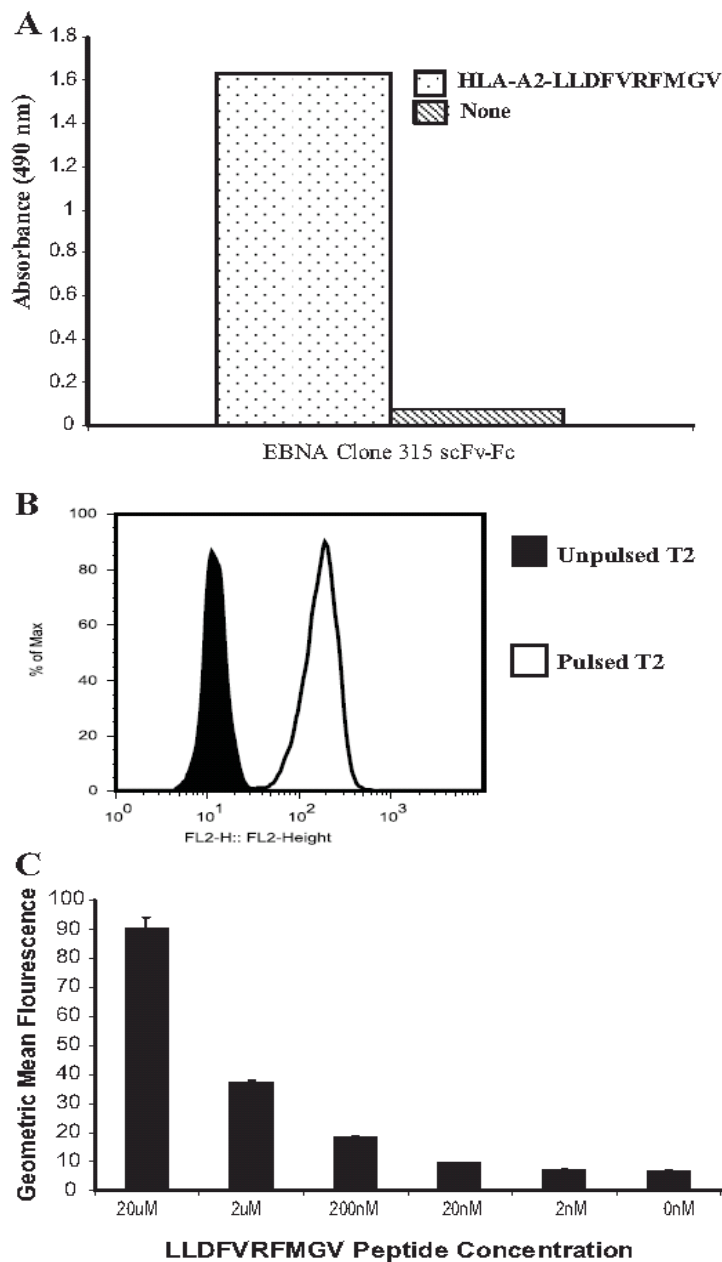 A
1.8
1.6
1.4
1.2
1
0.8
0.6
0.4
0.2
0
Absorbance (490 nm)
HLA-A2-LLDFVRFMGV
None
EBNA Clone 315 scFv-Fc
B
100
80
60
40
20
0
% of Max
10^0 10^1 10^2 10^3
FL2-H:: FL2-Height
Unpulsed T2
Pulsed T2
C
100
90
80
70
60
50
40
30
20
10
0
Geometric Mean Flourescence
20uM 2uM 200nM 20nM 2nM 0nM
LLDFVRFMGV Peptide Concentration